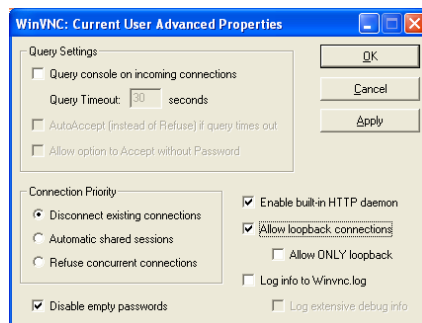 WinVNC: Current User Advanced Properties
Query Settings
Query console on incoming connections
Query Timeout: 30 seconds
AutoAccept (instead of Refuse) if query times out
Allow option to Accept without Password
OK
Cancel
Apply
Connection Priority
Disconnect existing connections
Automatic shared sessions
Refuse concurrent connections
Enable built-in HTTP daemon
Allow loopback connections
Allow ONLY loopback
Log info to Winvnc.log
Disable empty passwords
Log extensive debug info